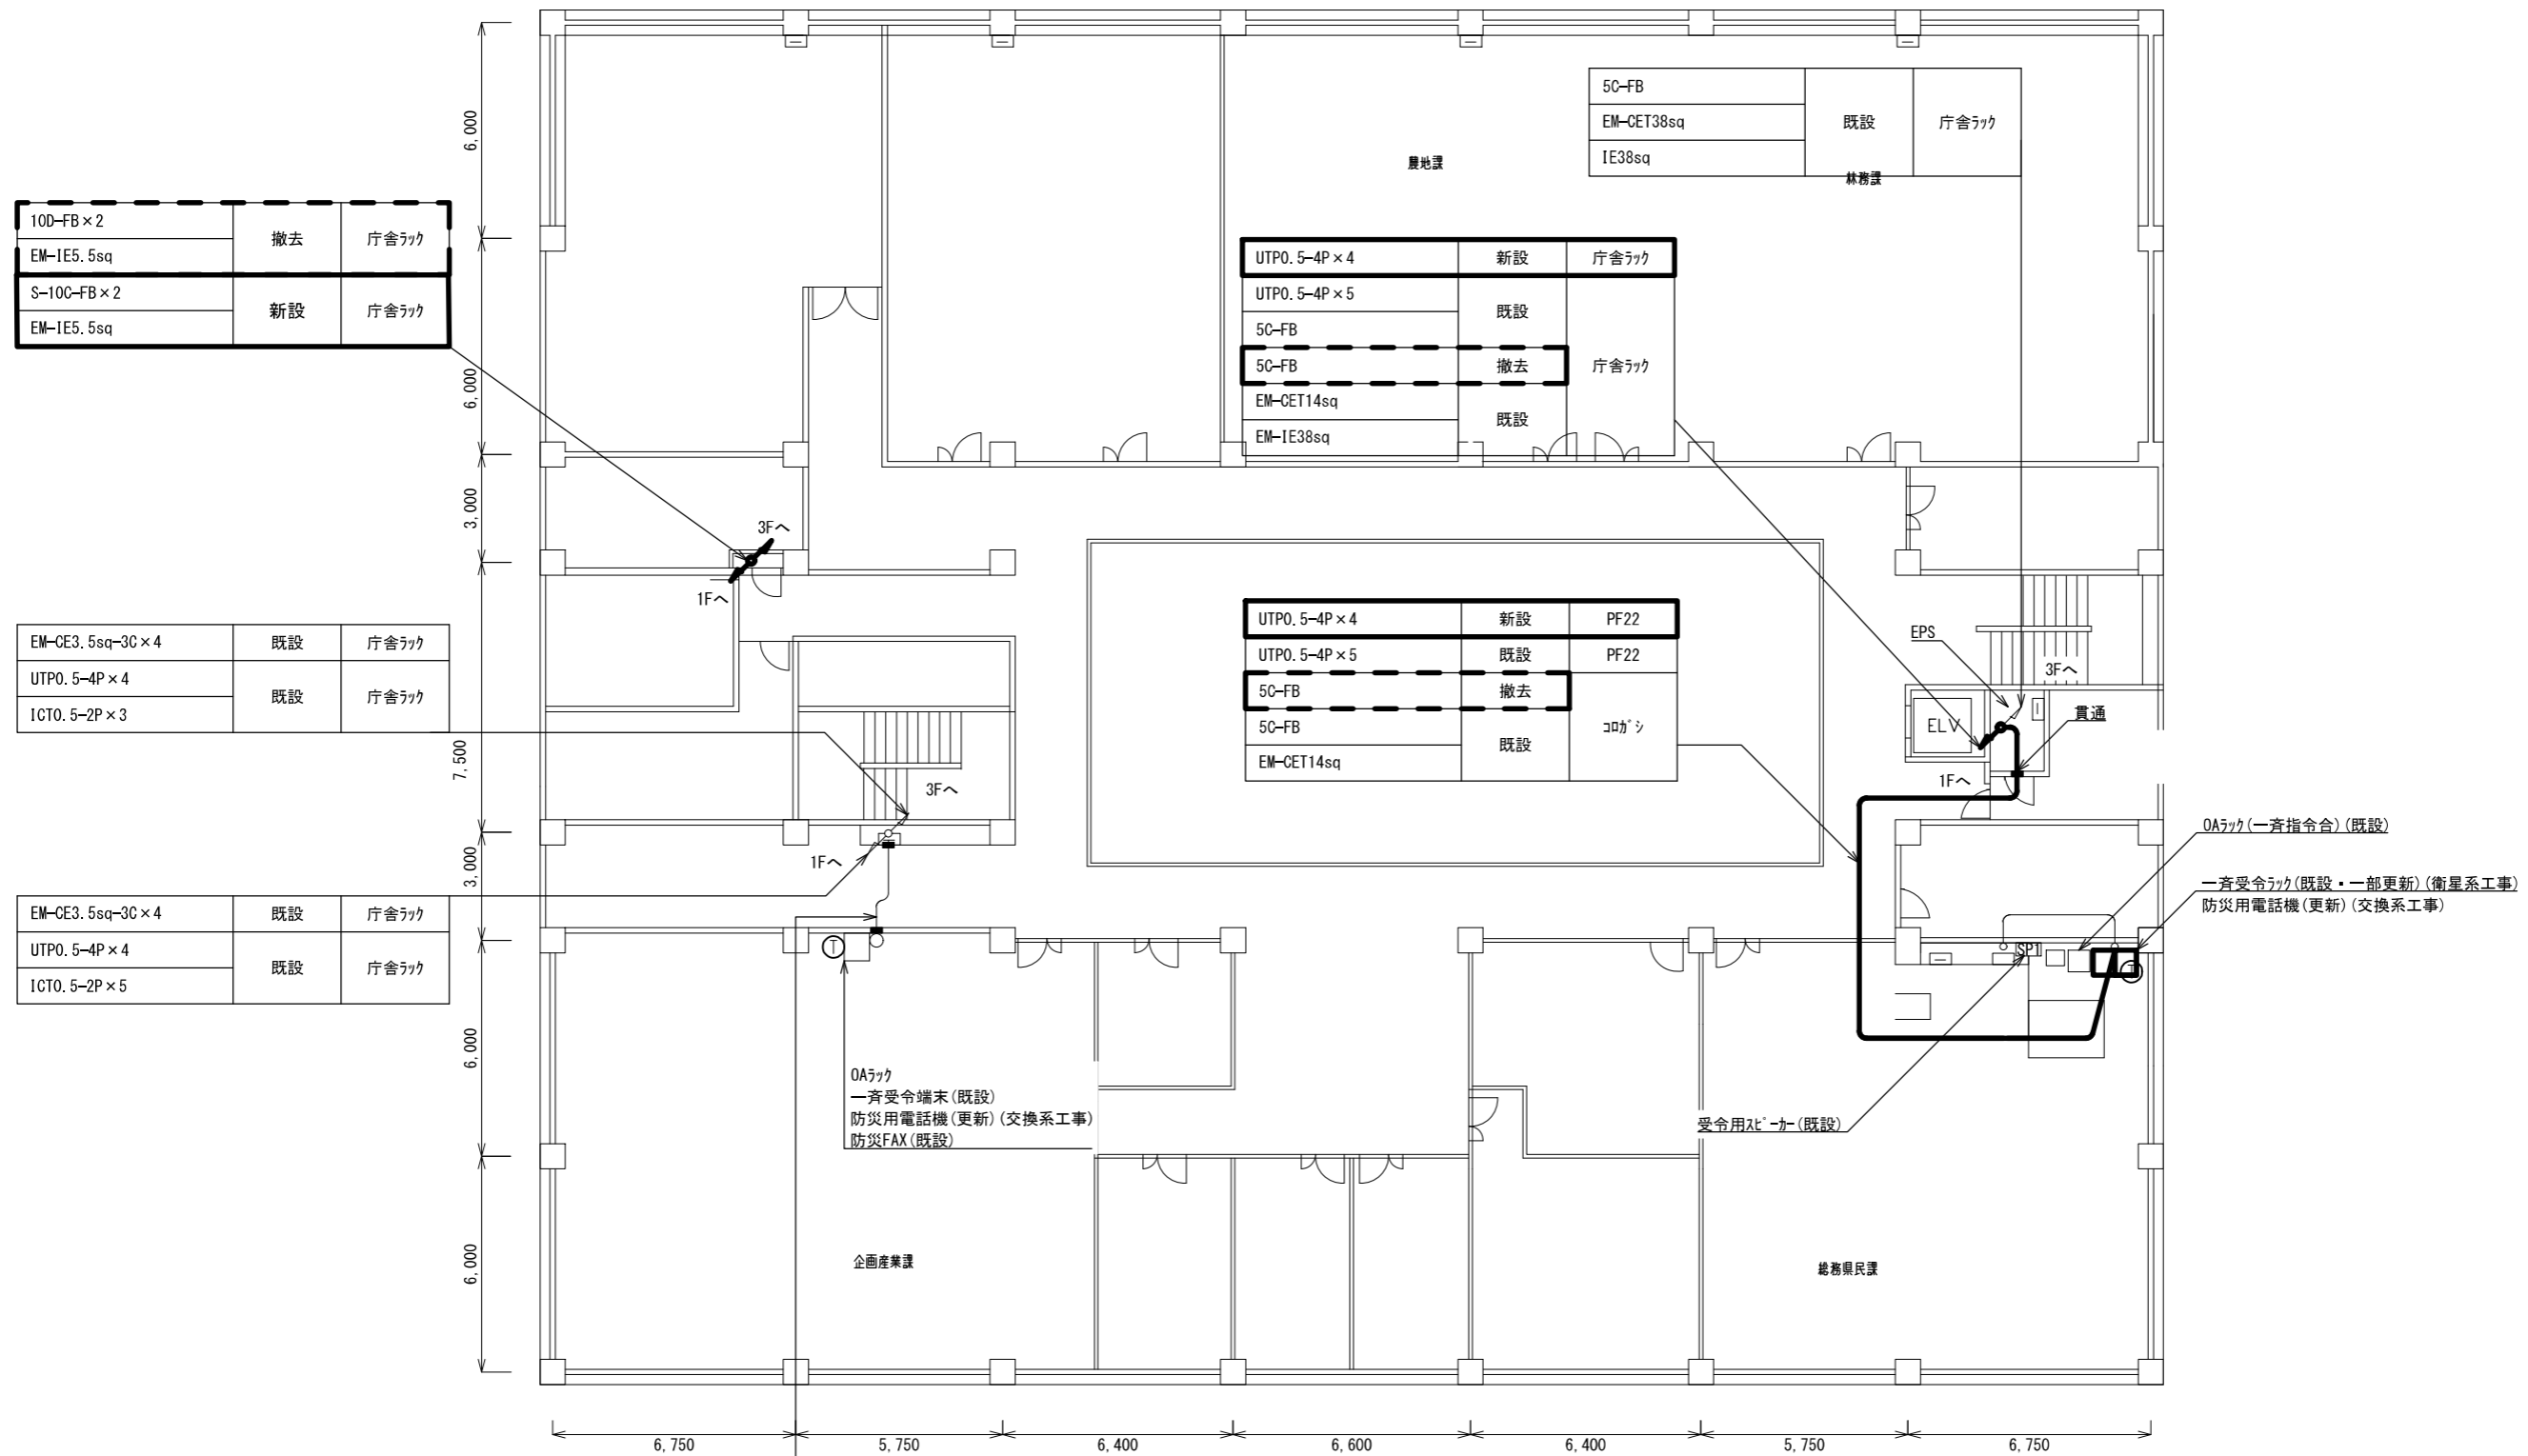 6,000
5C-FB
EM-CET38sq
IE38sq
既設
庁舎ﾗｯｸ
農地課
林務課
10D-FB×2
EM-IE5.5sq
撤去
庁舎ﾗｯｸ
S-10C-FB×2
EM-IE5.5sq
新設
庁舎ﾗｯｸ
UTP0.5-4P×4 新設 庁舎ﾗｯｸ
UTP0.5-4P×5
5C-FB
既設
5C-FB 撤去 庁舎ﾗｯｸ
EM-CET14sq
EM-IE38sq
既設
6,000
3,000
3Fへ
1Fへ
UTP0.5-4P×4 新設 PF22
UTP0.5-4P×5 既設 PF22
5C-FB 撤去
5C-FB
EM-CET14sq
既設
ｺﾛｶﾞｼ
EM-CE3.5sq-3C×4 既設 庁舎ﾗｯｸ
UTP0.5-4P×4
ICT0.5-2P×3
既設
庁舎ﾗｯｸ
7,500
EPS
3Fへ
ELV
貫通
1Fへ
3Fへ
1Fへ
3,000
OAﾗｯｸ(一斉指令台)(既設)
一斉受令ﾗｯｸ(既設・一部更新)(衛星系工事)
防災用電話機(更新)(交換系工事)
EM-CE3.5sq-3C×4 既設 庁舎ﾗｯｸ
UTP0.5-4P×4
ICT0.5-2P×5
既設
庁舎ﾗｯｸ
T
SP1
T
6,000
OAﾗｯｸ
一斉受令端末(既設)
防災用電話機(更新)(交換系工事)
防災FAX(既設)
受令用ｽﾋﾟｰｶｰ(既設)
6,000
企画産業課
総務県民課
6,750 5,750 6,400 6,600 6,400 5,750 6,750